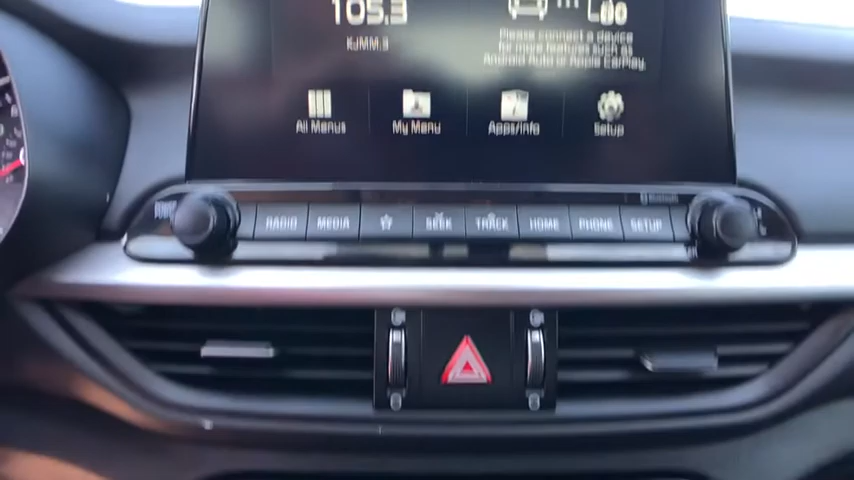 105.3
KJMM.3
Please connect a device
for more features such as
Android Auto or Apple CarPlay.
All Menus
My Menu
Apps/Info
Setup
RADIO MEDIA SEEK TRACK HOME PHONE SETUP